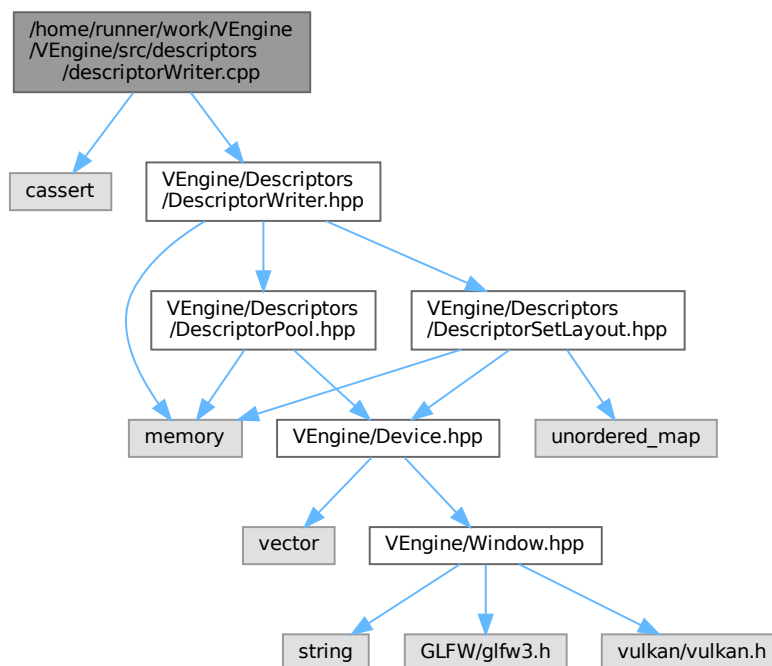 /home/runner/work/VEngine
/VEngine/src/descriptors
/descriptorWriter.cpp
cassert
VEngine/Descriptors
/DescriptorWriter.hpp
VEngine/Descriptors
/DescriptorPool.hpp
VEngine/Descriptors
/DescriptorSetLayout.hpp
memory
VEngine/Device.hpp
unordered_map
vector
VEngine/Window.hpp
string
GLFW/glfw3.h
vulkan/vulkan.h